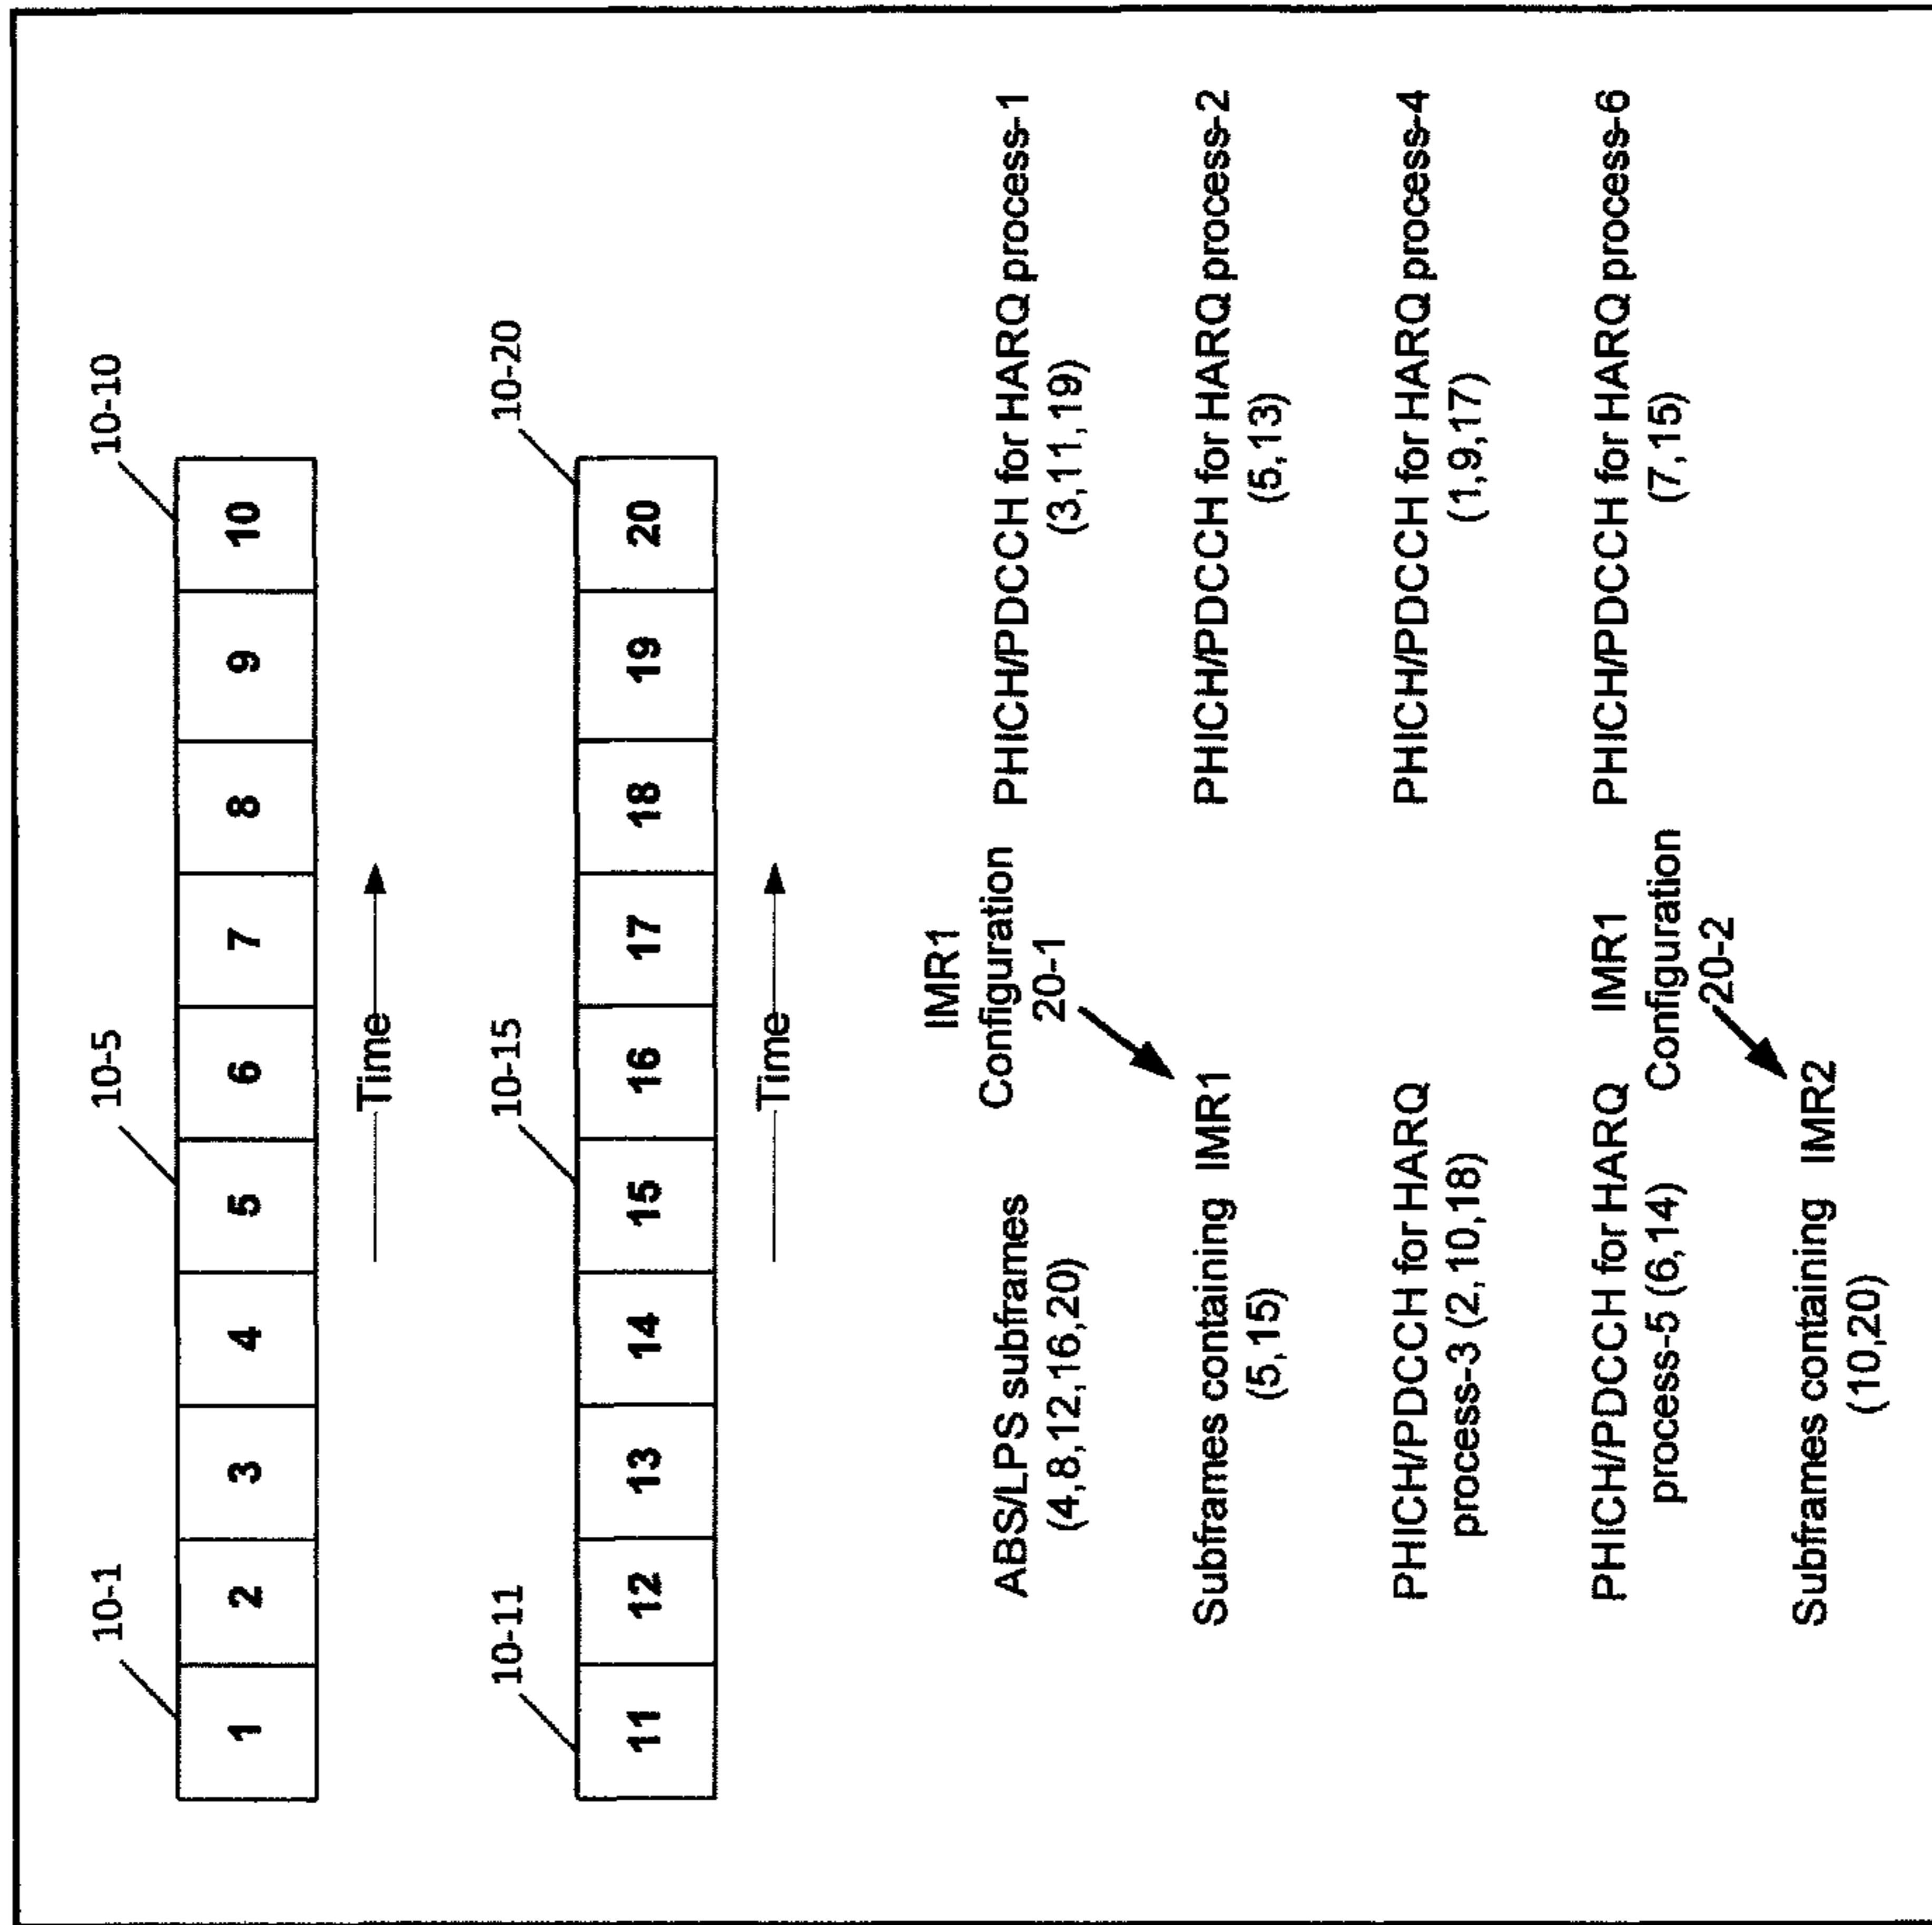 10-1
10-5
10-10
1 2 3 4 5 6 7 8 9 10
Time
10-11
10-15
10-20
11 12 13 14 15 16 17 18 19 20
Time
IMR1
Configuration
20-1
ABS/LPS subframes
(4,8,12,16,20)
PHICH/PDCCH for HARQ process-1
(3,11,19)
Subframes containing IMR1
(5,15)
PHICH/PDCCH for HARQ process-2
(5,13)
PHICH/PDCCH for HARQ
process-3 (2,10,18)
PHICH/PDCCH for HARQ process-4
(1,9,17)
PHICH/PDCCH for HARQ
process-5 (6,14)
IMR1
Configuration
20-2
PHICH/PDCCH for HARQ process-6
(7,15)
Subframes containing IMR2
(10,20)